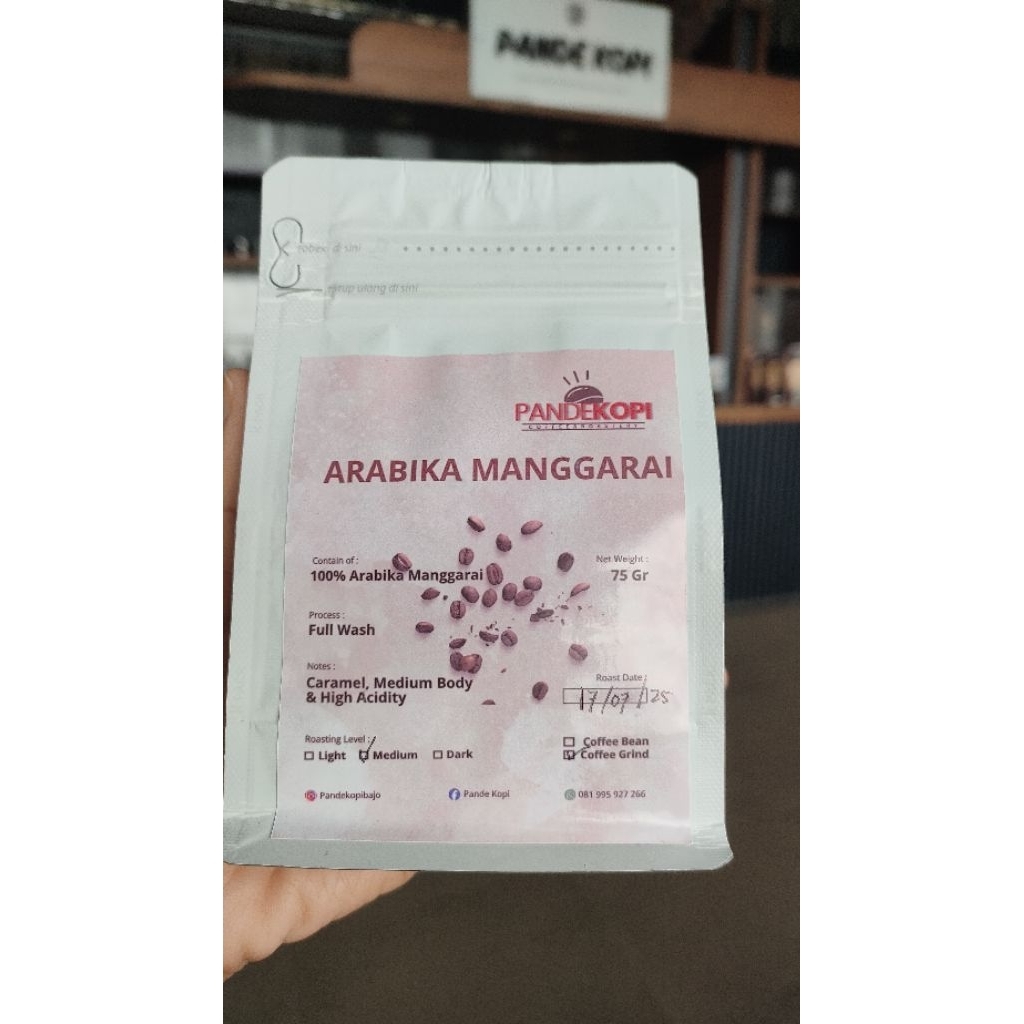 PANDE KOPI
di sini
tutup ulang di sini
PANDEKOPI
ARABIKA MANGGARAI
Contain of :
100% Arabika Manggarai
Net Weight :
75 Gr
Process :
Full Wash
Notes :
Caramel, Medium Body
& High Acidity
Roast Date :
17/07/25
Roasting Level :
Light Medium Dark
Coffee Bean
Coffee Grind
Pandekopibajo
Pande Kopi
081 995 927 266